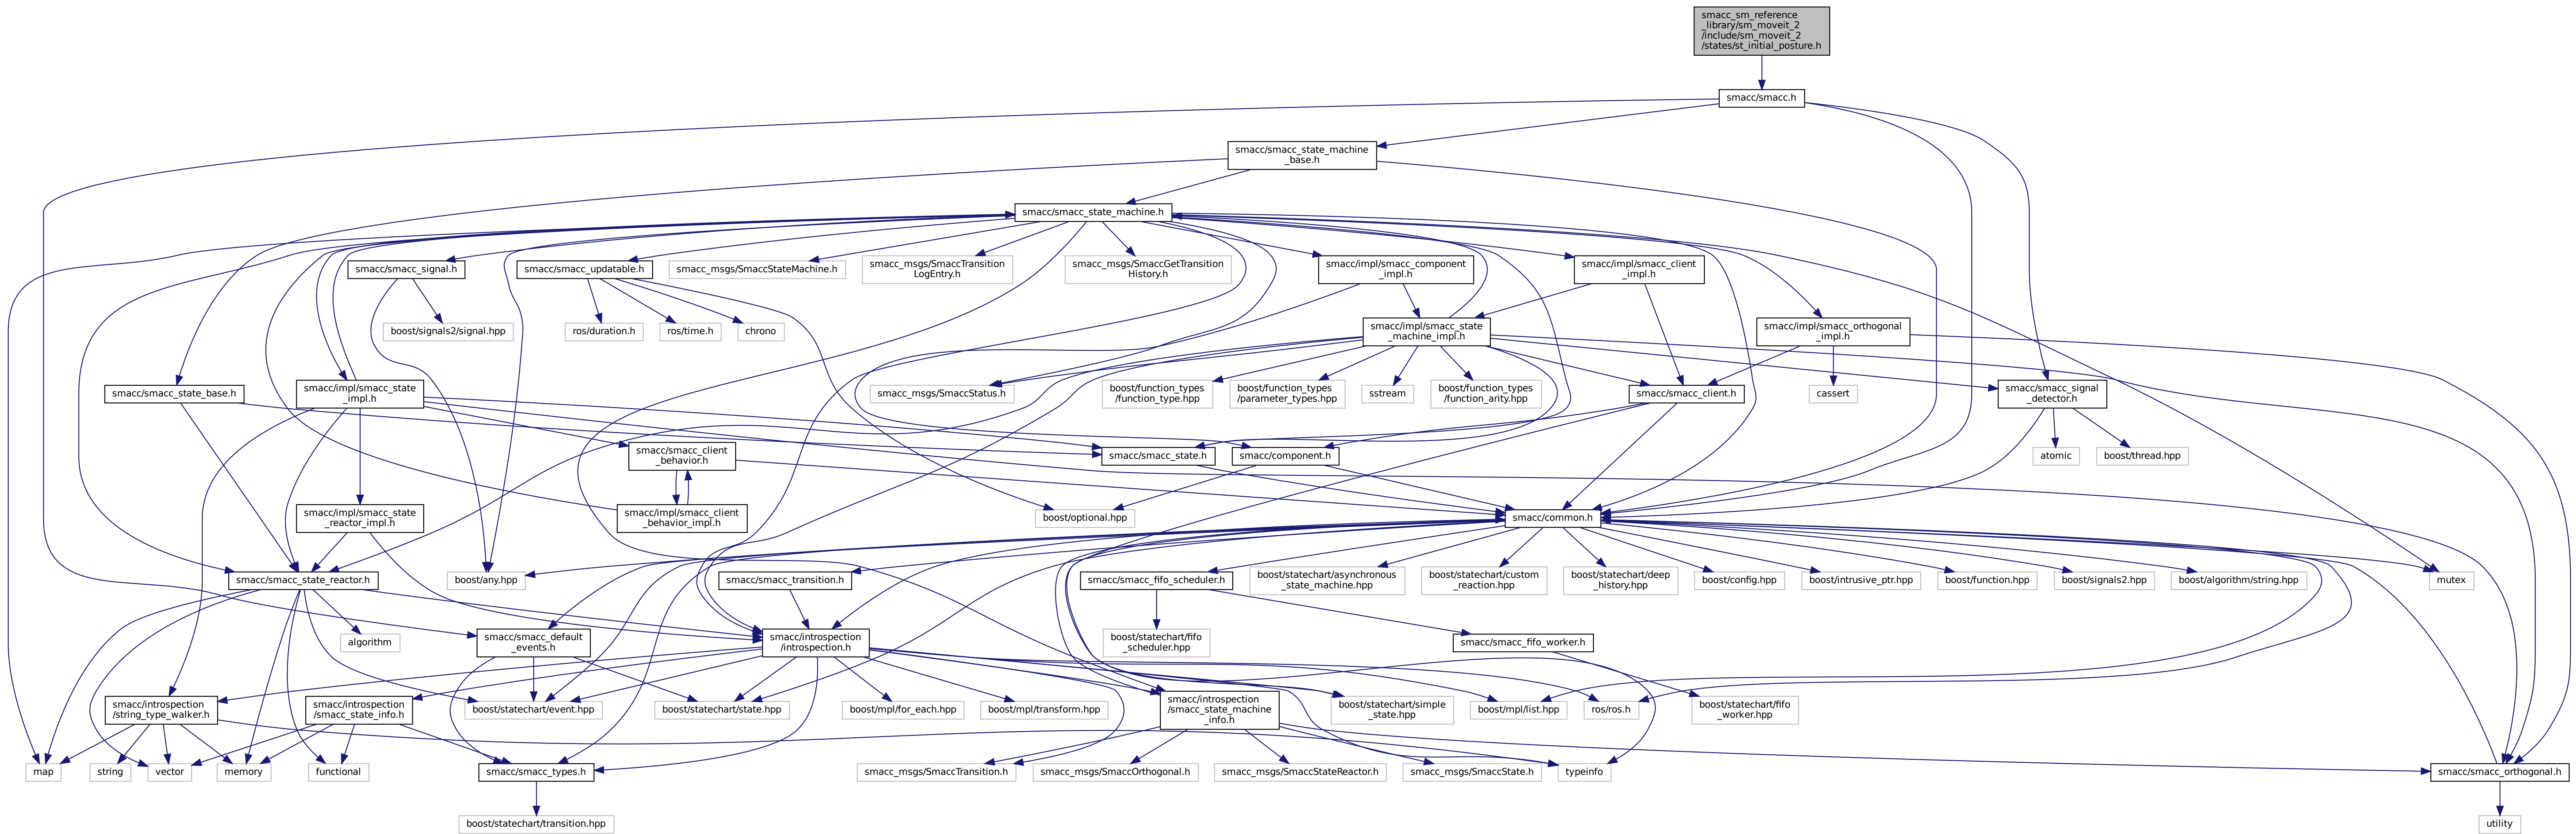 smacc_sm_reference
_library/sm_moveit_2
/include/sm_moveit_2
/states/st_initial_posture.h
smacc/smacc.h
smacc/smacc_state_machine
_base.h
smacc/smacc_state_machine.h
smacc/smacc_signal.h
smacc/smacc_updatable.h
smacc_msgs/SmaccStateMachine.h
smacc_msgs/SmaccTransition
LogEntry.h
smacc_msgs/SmaccGetTransition
History.h
smacc/impl/smacc_component
_impl.h
smacc/impl/smacc_client
_impl.h
boost/signals2/signal.hpp
ros/duration.h
ros/time.h
chrono
smacc/impl/smacc_state
_machine_impl.h
smacc/impl/smacc_orthogonal
_impl.h
smacc/smacc_state_base.h
smacc/impl/smacc_state
_impl.h
smacc_msgs/SmaccStatus.h
boost/function_types
/function_type.hpp
boost/function_types
/parameter_types.hpp
sstream
boost/function_types
/function_arity.hpp
smacc/smacc_client.h
cassert
smacc/smacc_signal
_detector.h
smacc/smacc_client
_behavior.h
smacc/smacc_state.h
smacc/component.h
atomic
boost/thread.hpp
smacc/impl/smacc_state
_reactor_impl.h
smacc/impl/smacc_client
_behavior_impl.h
boost/optional.hpp
smacc/common.h
smacc/smacc_state_reactor.h
boost/any.hpp
smacc/smacc_transition.h
smacc/smacc_fifo_scheduler.h
boost/statechart/asynchronous
_state_machine.hpp
boost/statechart/custom
_reaction.hpp
boost/statechart/deep
_history.hpp
boost/config.hpp
boost/intrusive_ptr.hpp
boost/function.hpp
boost/signals2.hpp
boost/algorithm/string.hpp
mutex
algorithm
smacc/smacc_default
_events.h
smacc/introspection
/introspection.h
boost/statechart/fifo
_scheduler.hpp
smacc/smacc_fifo_worker.h
smacc/introspection
/string_type_walker.h
smacc/introspection
/smacc_state_info.h
boost/statechart/event.hpp
boost/statechart/state.hpp
boost/mpl/for_each.hpp
boost/mpl/transform.hpp
smacc/introspection
/smacc_state_machine
_info.h
boost/statechart/simple
_state.hpp
boost/mpl/list.hpp
ros/ros.h
boost/statechart/fifo
_worker.hpp
map
string
vector
memory
functional
smacc/smacc_types.h
smacc_msgs/SmaccTransition.h
smacc_msgs/SmaccOrthogonal.h
smacc_msgs/SmaccStateReactor.h
smacc_msgs/SmaccState.h
typeinfo
smacc/smacc_orthogonal.h
boost/statechart/transition.hpp
utility